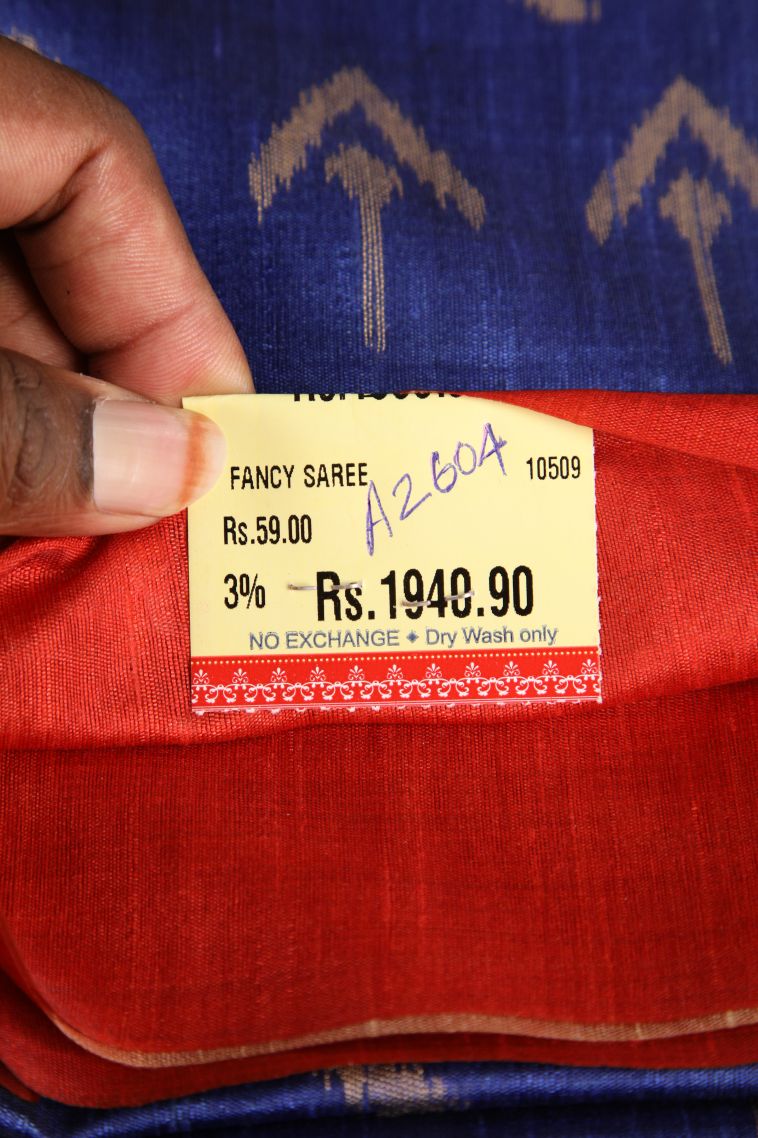 FANCY SAREE A2604 10509
Rs.59.00
3% Rs.1940.90
NO EXCHANGE ✦ Dry Wash only